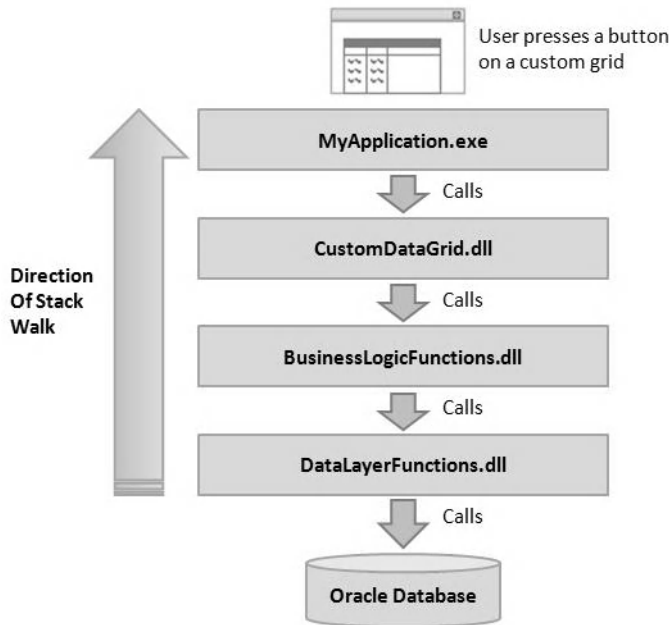 User presses a button
on a custom grid
MyApplication.exe
Calls
CustomDataGrid.dll
Calls
Direction
Of Stack
Walk
BusinessLogicFunctions.dll
Calls
DataLayerFunctions.dll
Calls
Oracle Database